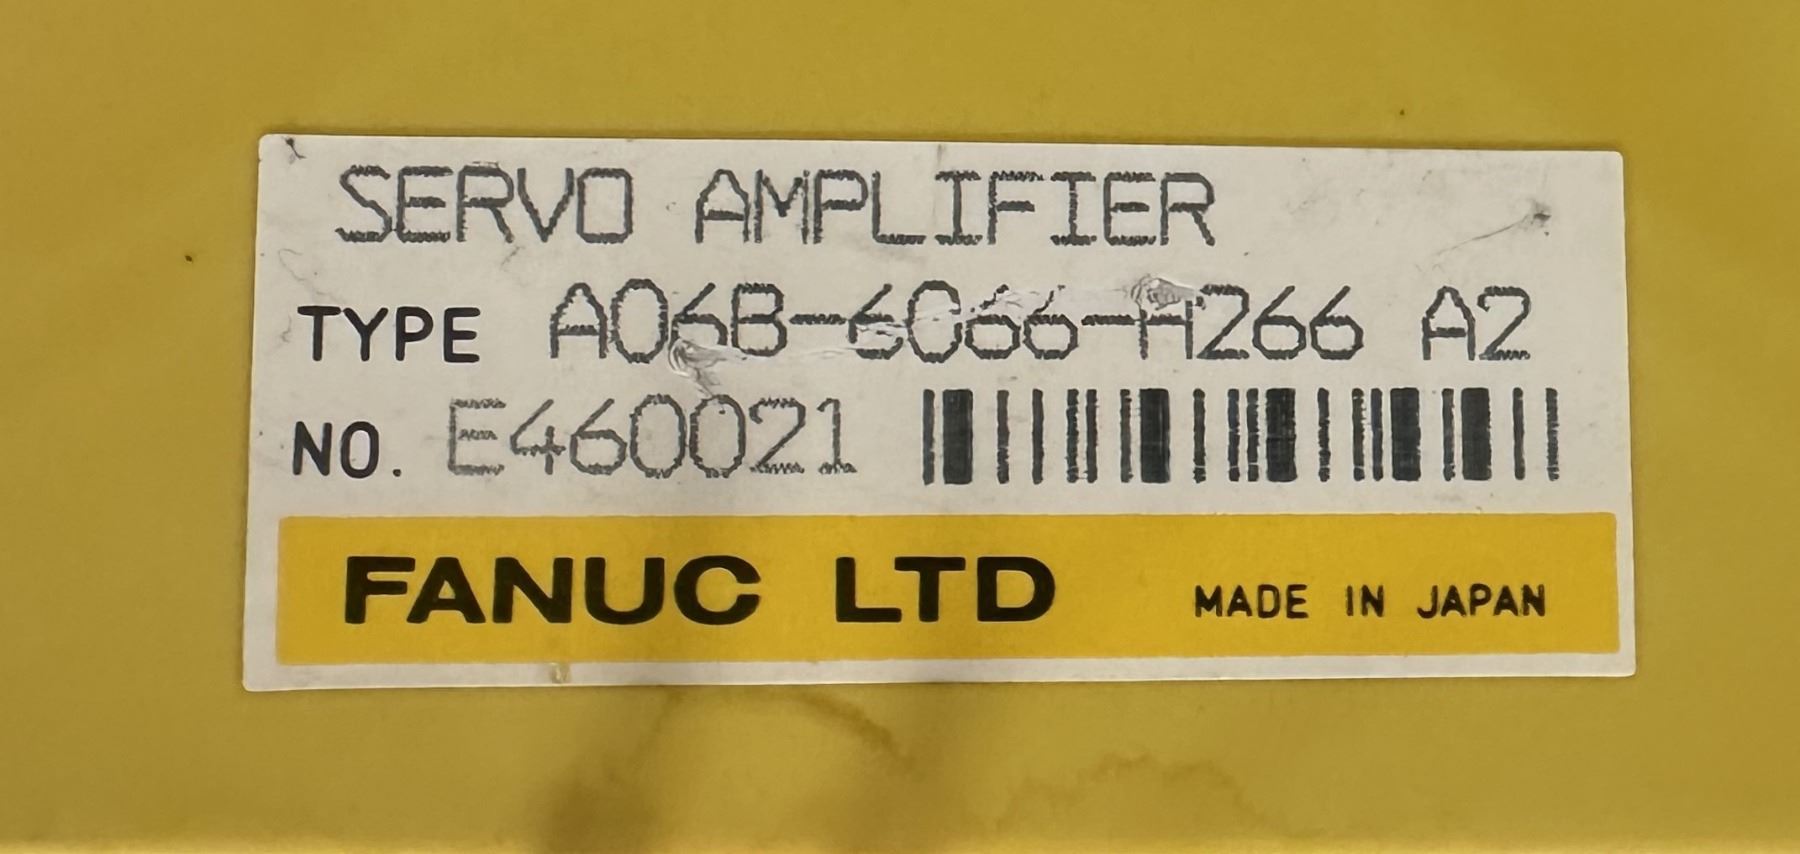 SERVO AMPLIFIER
TYPE A06B-6066-H266 A2
NO. E460021
FANUC LTD MADE IN JAPAN